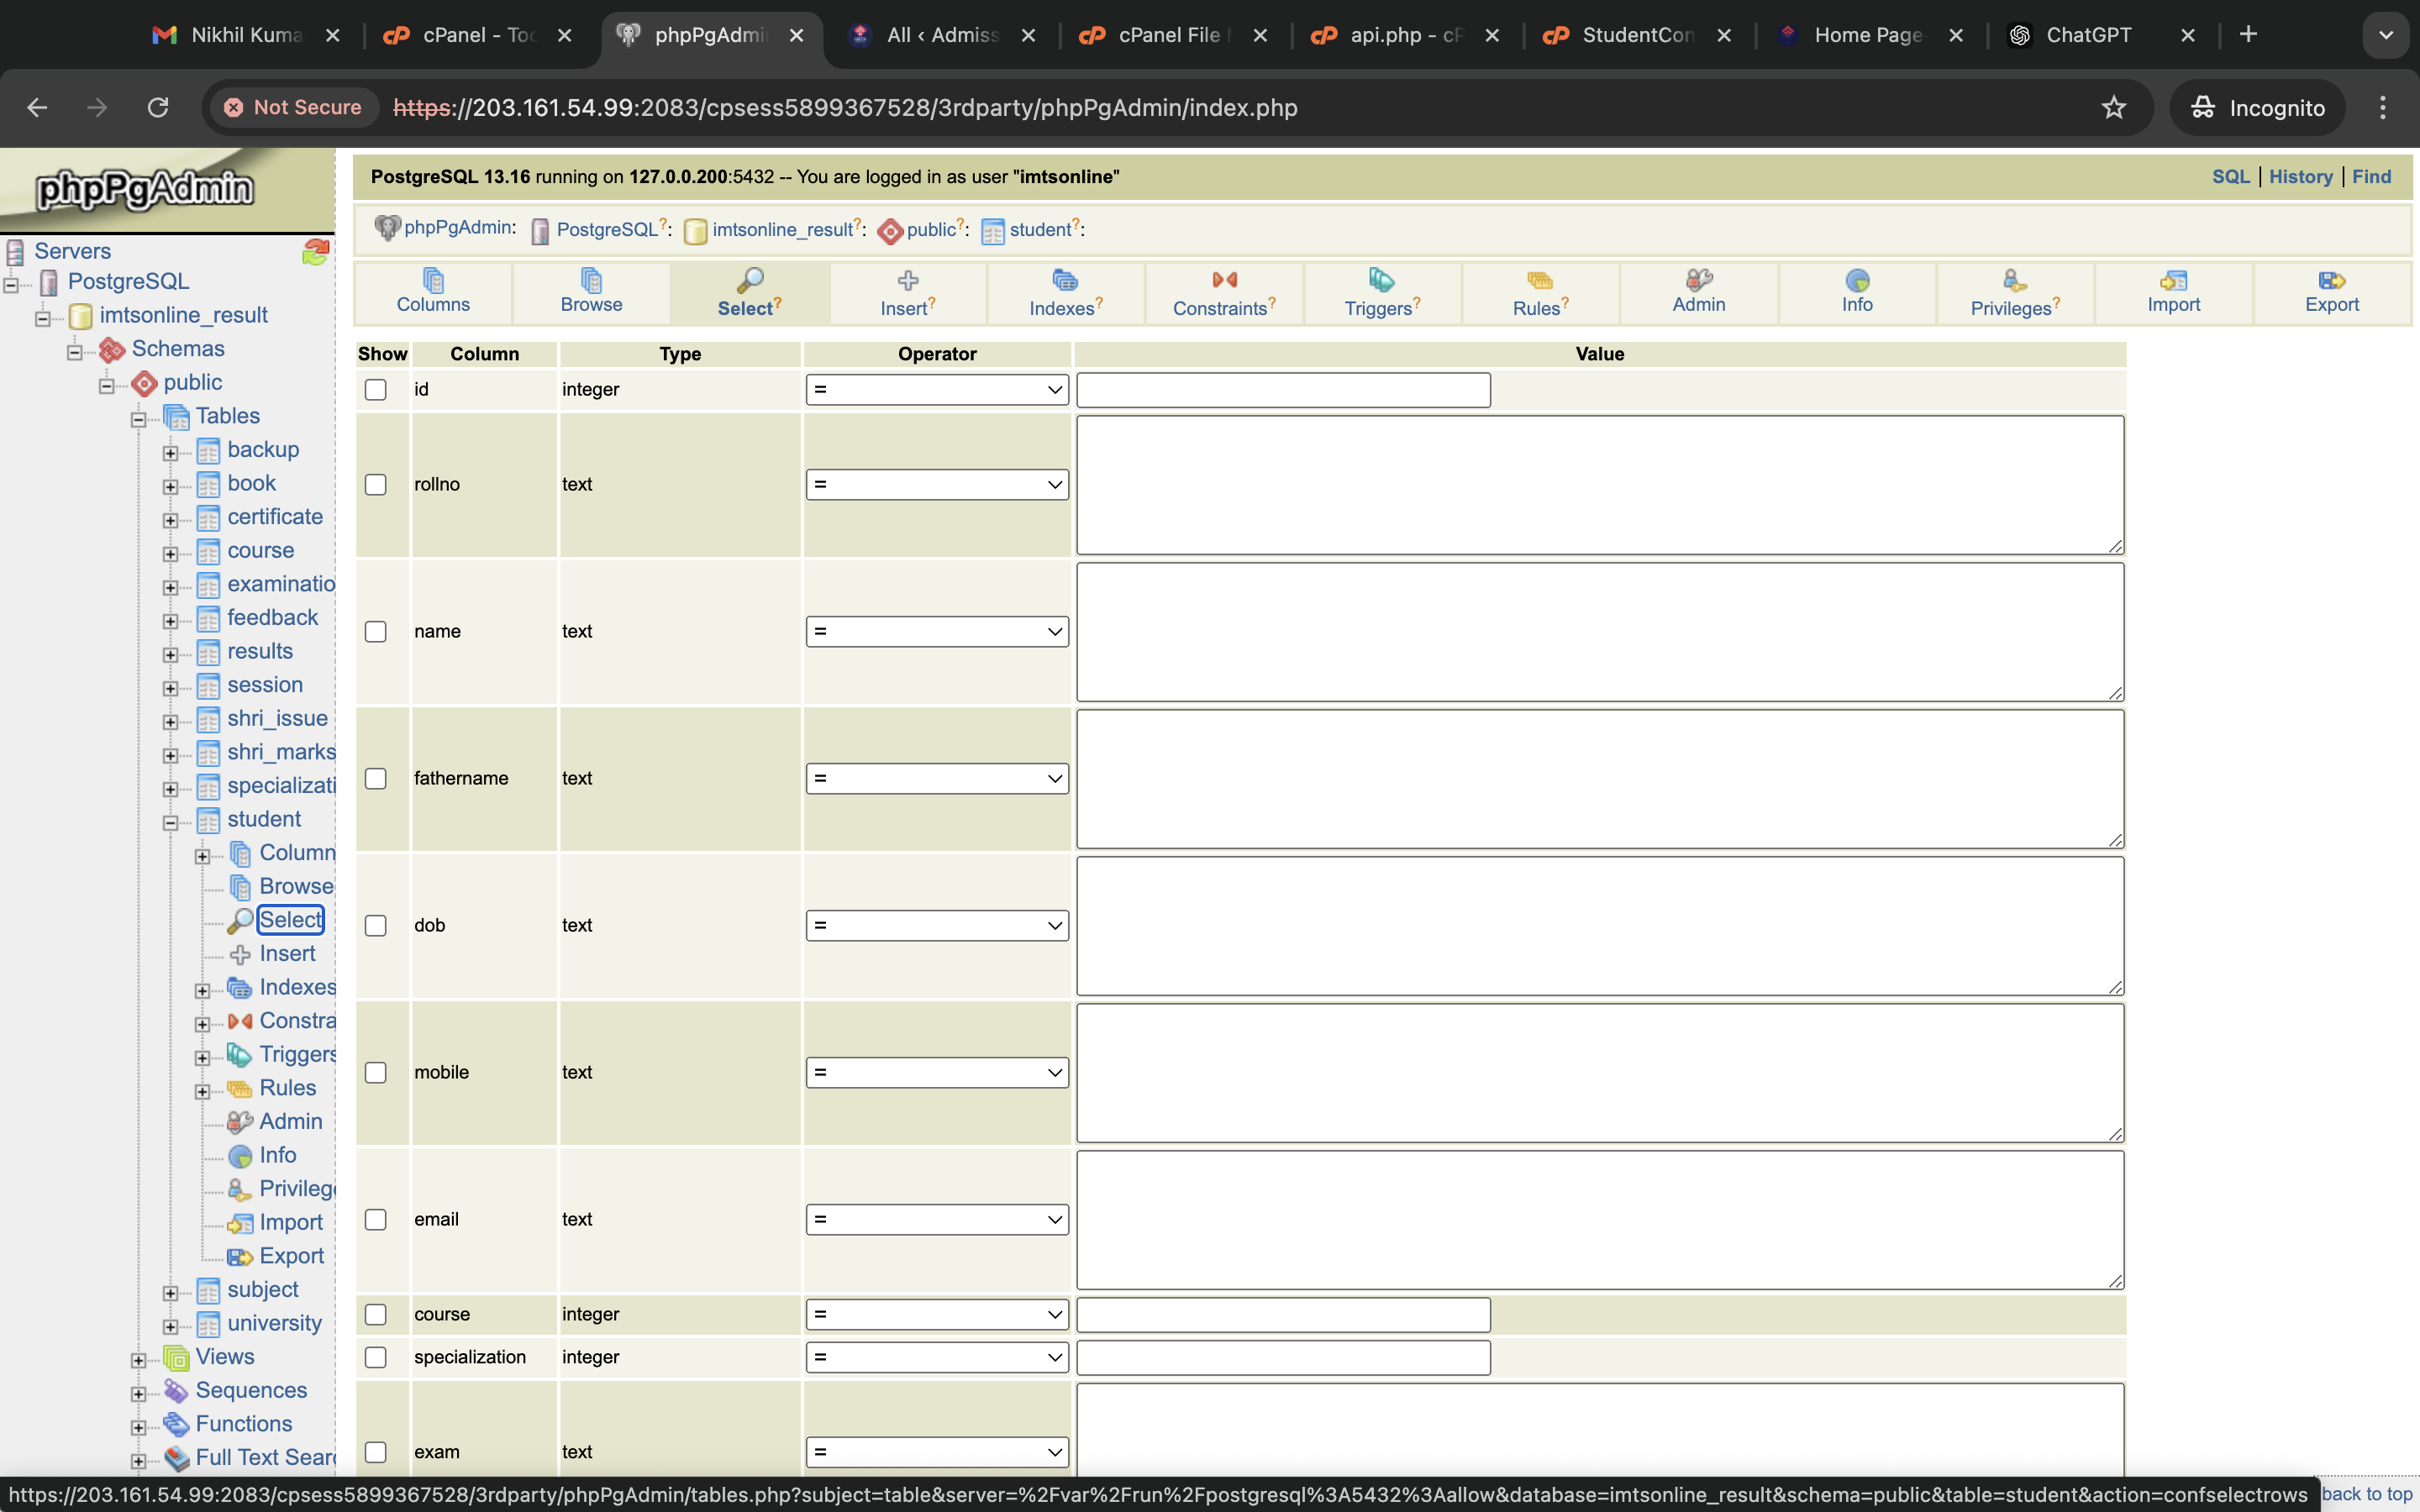 Nikhil Kuma
cPanel - Too
phpPgAdmi
All ‹ Admiss
cPanel File
api.php - cP
StudentCon
Home Page
ChatGPT
Not Secure https://203.161.54.99:2083/cpsess5899367528/3rdparty/phpPgAdmin/index.php Incognito
phpPgAdmin
Servers
PostgreSQL
imtsonline_result
Schemas
public
Tables
backup
book
certificate
course
examinatio
feedback
results
session
shri_issue
shri_marks
specializati
student
Column
Browse
Select
Insert
Indexes
Constra
Triggers
Rules
Admin
Info
Privileg
Import
Export
subject
university
Views
Sequences
Functions
Full Text Sear
PostgreSQL 13.16 running on 127.0.0.200:5432 -- You are logged in as user "imtsonline"
SQL | History | Find
phpPgAdmin: PostgreSQL?: imtsonline_result?: public?: student?:
Columns Browse Select? Insert? Indexes? Constraints? Triggers? Rules? Admin Info Privileges? Import Export
Show Column Type Operator Value
id integer =
rollno text =
name text =
fathername text =
dob text =
mobile text =
email text =
course integer =
specialization integer =
exam text =
https://203.161.54.99:2083/cpsess5899367528/3rdparty/phpPgAdmin/tables.php?subject=table&server=%2Fvar%2Frun%2Fpostgresql%3A5432%3Aallow&database=imtsonline_result&schema=public&table=student&action=confselectrows
back to top